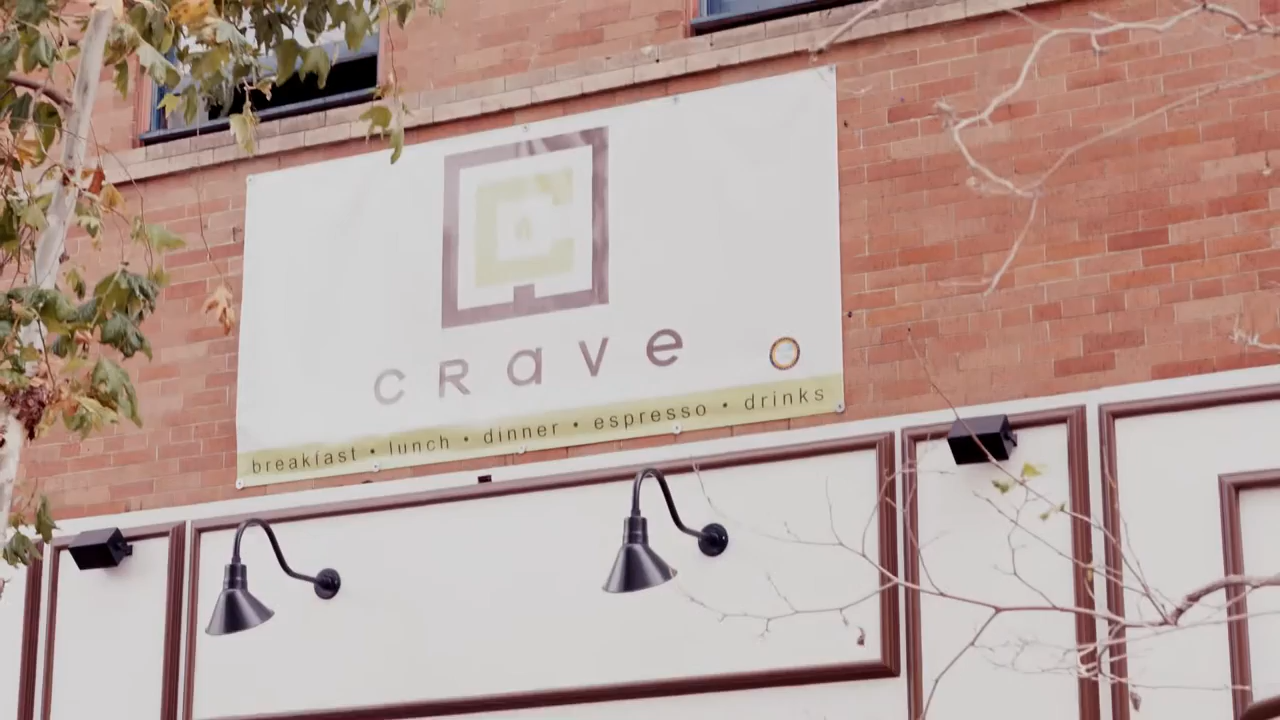 crave
breakfast • lunch • dinner • espresso • drinks